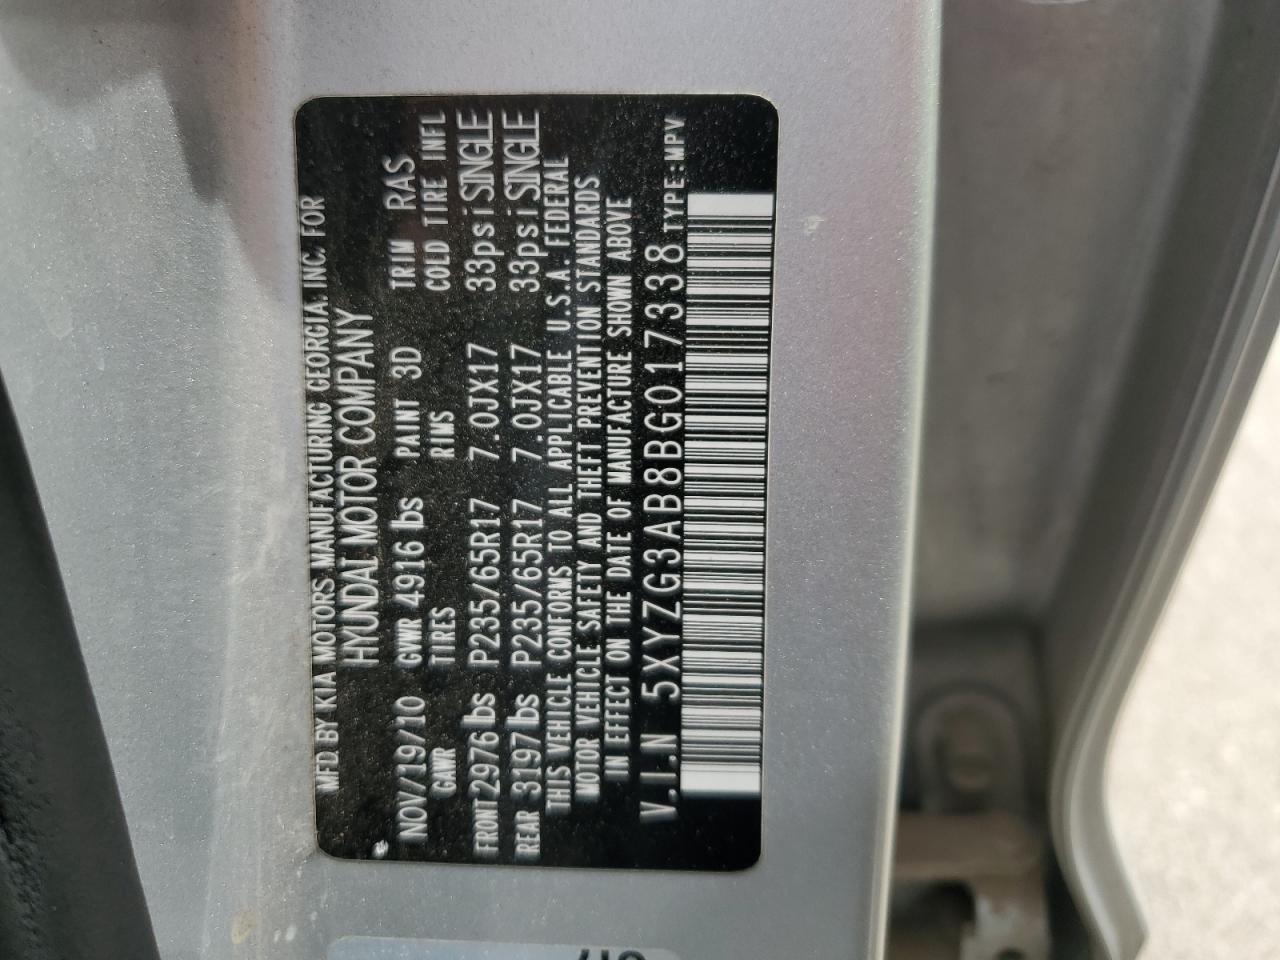 MFD BY KIA MOTORS MANUFACTURING GEORGIA, INC. FOR
HYUNDAI MOTOR COMPANY
NOV/19/10 GVWR 4916 lbs PAINT 3D TRIM RAS
GAWR TIRES RIMS COLD TIRE INFL
FRONT 2976 lbs P235/65R17 7.0JX17 33psi SINGLE
REAR 3197 lbs P235/65R17 7.0JX17 33psi SINGLE
THIS VEHICLE CONFORMS TO ALL APPLICABLE U.S.A. FEDERAL
MOTOR VEHICLE SAFETY AND THEFT PREVENTION STANDARDS
IN EFFECT ON THE DATE OF MANUFACTURE SHOWN ABOVE
V.I.N 5XYZG3AB8BG017338 TYPE:MPV